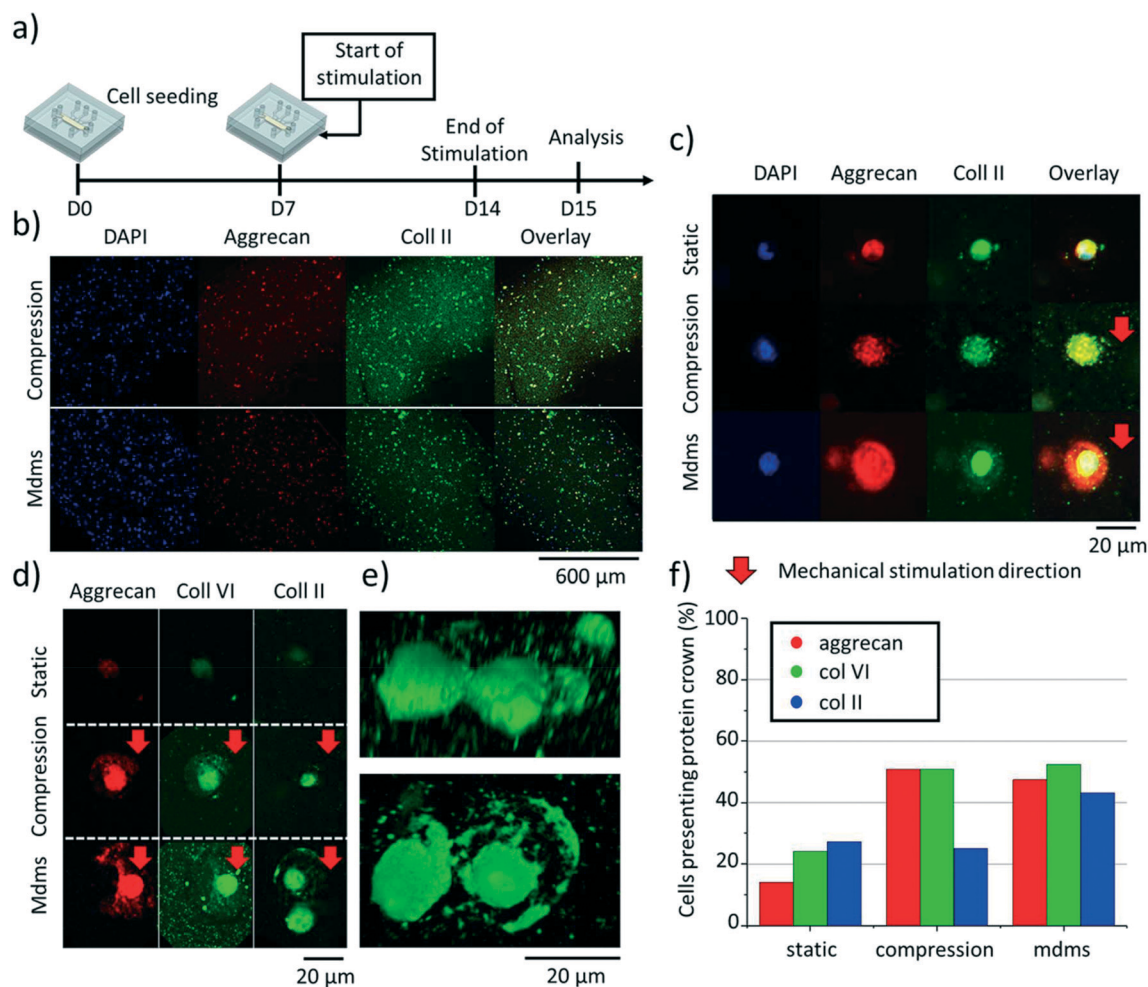 a)
Cell seeding
Start of
stimulation
End of
Stimulation
Analysis
D0
D7
D14
D15
b)
DAPI
Aggrecan
Coll II
Overlay
Compression
Mdms
600 μm
c)
DAPI
Aggrecan
Coll II
Overlay
Static
Compression
Mdms
20 μm
Mechanical stimulation direction
d)
Aggrecan
Coll VI
Coll II
Static
Compression
Mdms
20 μm
e)
20 μm
f)
Cells presenting protein crown (%)
100
80
60
40
20
0
aggrecan
col VI
col II
static
compression
mdms